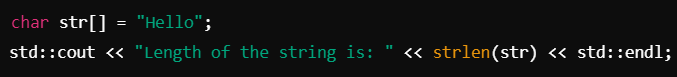 char str[] = "Hello";
std::cout << "Length of the string is: " << strlen(str) << std::endl;